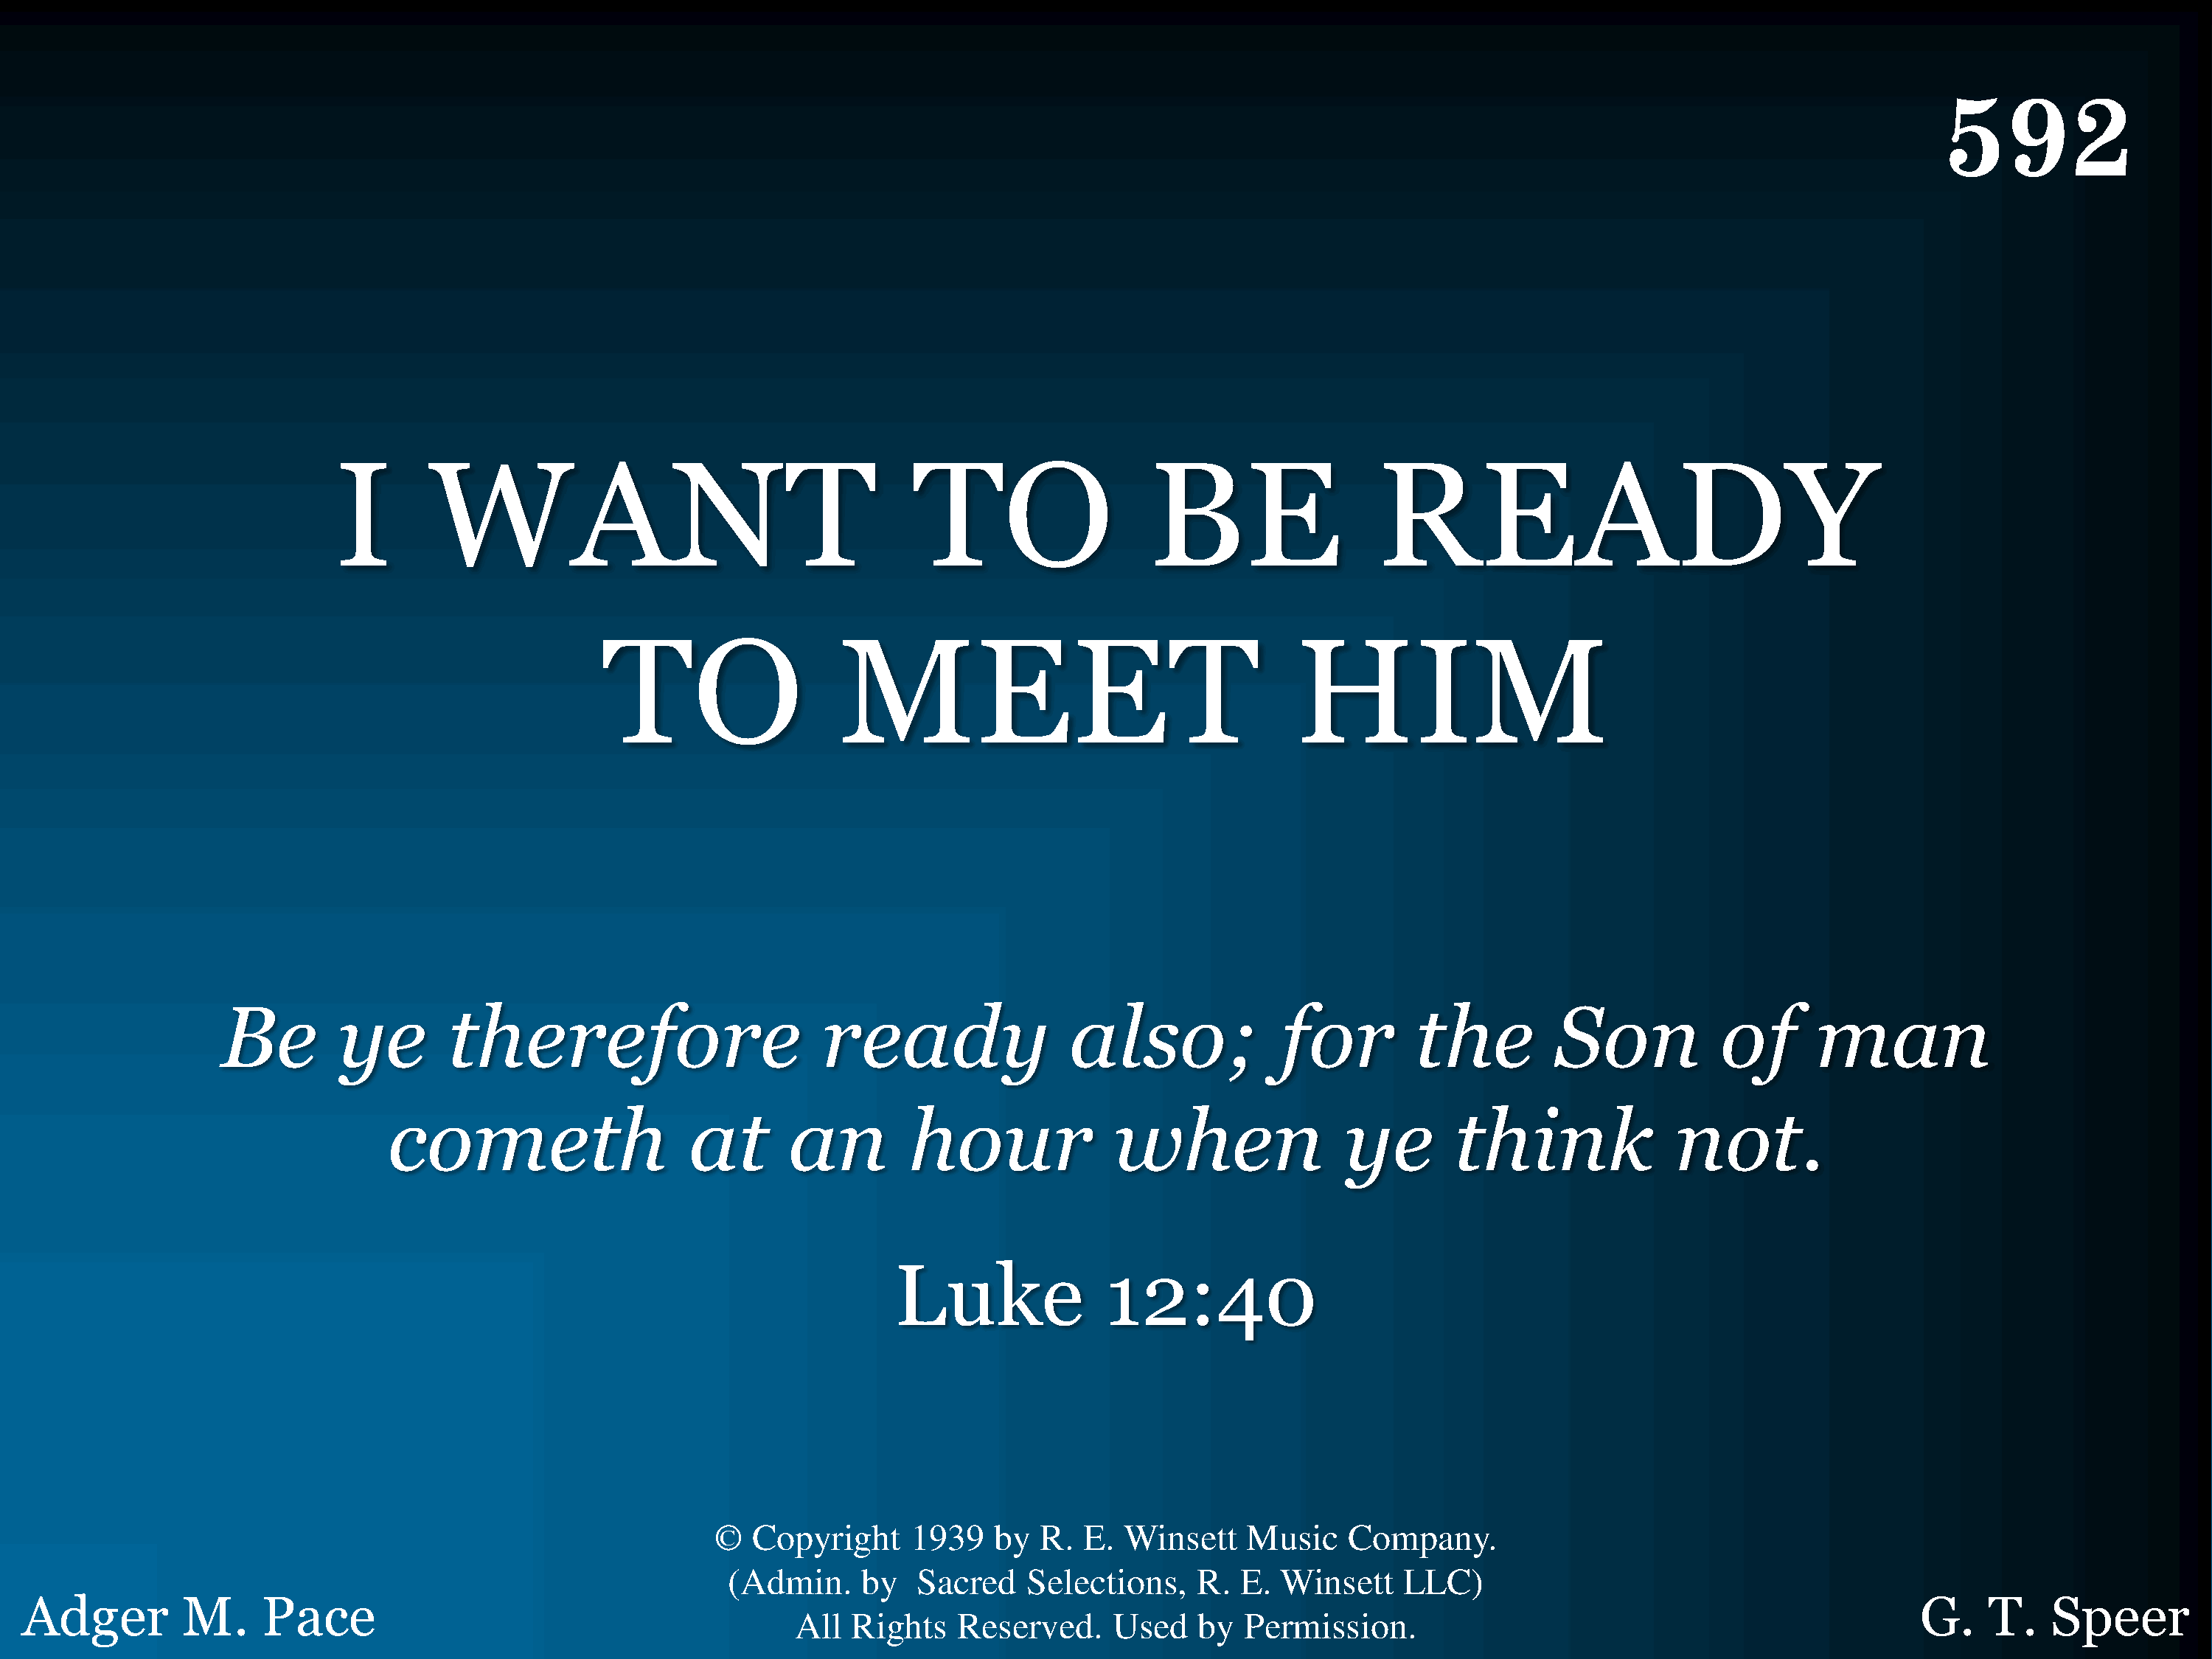 592
I WANT TO BE READY
TO MEET HIM
Be ye therefore ready also; for the Son of man
cometh at an hour when ye think not.
Luke 12:40
© Copyright 1939 by R. E. Winsett Music Company.
(Admin. by Sacred Selections, R. E. Winsett LLC)
All Rights Reserved. Used by Permission.
Adger M. Pace
G. T. Speer